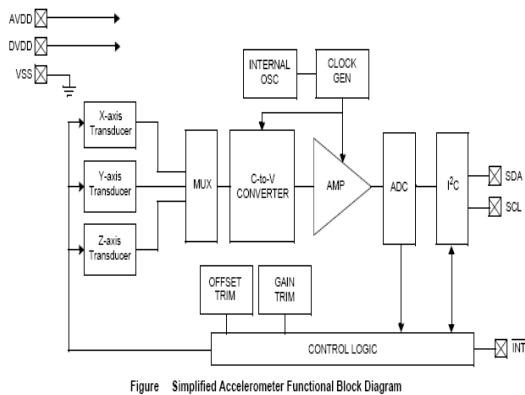 AVDD
DVDD
VSS
INTERNAL
OSC
CLOCK
GEN
X-axis
Transducer
Y-axis
Transducer
Z-axis
Transducer
MUX
C-to-V
CONVERTER
AMP
ADC
I²C
SDA
SCL
OFFSET
TRIM
GAIN
TRIM
CONTROL LOGIC
INT
Figure Simplified Accelerometer Functional Block Diagram